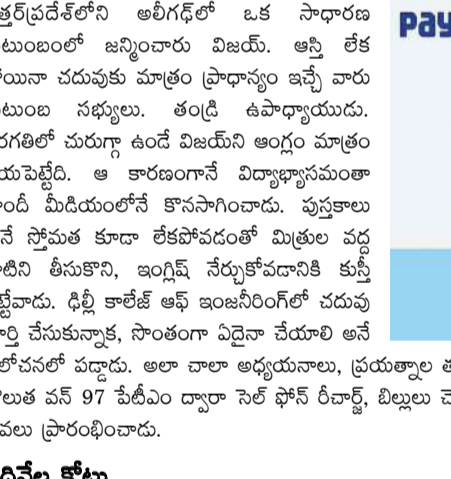 త్తర్‌ప్రదేశ్‌లోని అలీగఢ్‌లో ఒక సాధారణ
టుంబంలో జన్మించారు విజయ్. ఆస్తి లేక
యినా చదువుకు మాత్రం ప్రాధాన్యం ఇచ్చే వారు
టుంబ సభ్యులు. తండ్రి ఉపాధ్యాయుడు.
రగతిలో చురుగ్గా ఉండే విజయ్‌ని ఆంగ్లం మాత్రం
యపెట్టేది. ఆ కారణంగానే విద్యాభ్యాసమంతా
ందీ మీడియంలోనే కొనసాగించాడు. పుస్తకాలు
నే స్తోమత కూడా లేకపోవడంతో మిత్రుల వద్ద
టిని తీసుకొని, ఇంగ్లిష్ నేర్చుకోవడానికి కుస్తీ
ట్టేవాడు. ఢిల్లీ కాలేజ్ ఆఫ్ ఇంజనీరింగ్‌లో చదువు
ర్తి చేసుకున్నాక, సొంతంగా ఏదైనా చేయాలి అనే
లోచనలో పడ్డాడు. అలా చాలా అధ్యయనాలు, ప్రయత్నాల త
లుత వన్ 97 పేటీఎం ద్వారా సెల్ ఫోన్ రీచార్జ్, బిల్లులు చె
వలు ప్రారంభించాడు.
pay